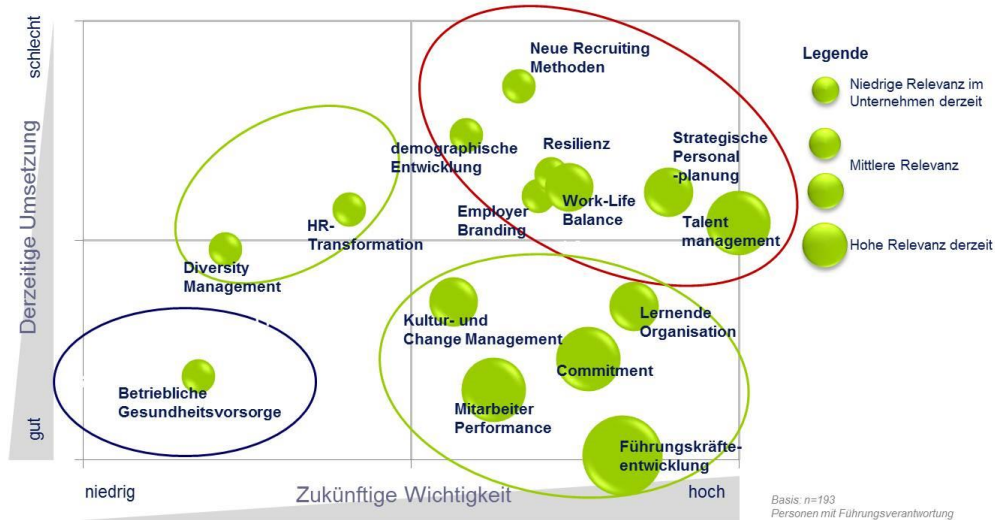 schlecht
Derzeitige Umsetzung
gut
Neue Recruiting
Methoden
demographische
Entwicklung
Resilienz
Strategische
Personal
-planung
HR-
Transformation
Employer
Branding
Work-Life
Balance
Talent
management
Diversity
Management
Kultur- und
Change Management
Lernende
Organisation
Commitment
Betriebliche
Gesundheitsvorsorge
Mitarbeiter
Performance
Führungskräfte-
entwicklung
niedrig
Zukünftige Wichtigkeit
hoch
Legende
Niedrige Relevanz im
Unternehmen derzeit
Mittlere Relevanz
Hohe Relevanz derzeit
Basis: n=193
Personen mit Führungsverantwortung